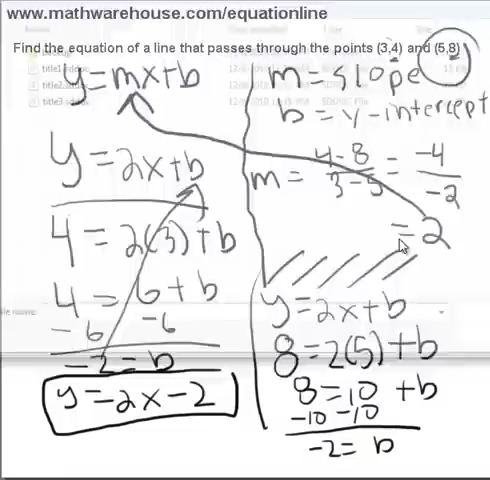 www.mathwarehouse.com/equationline
Find the equation of a line that passes through the points (3,4) and (5,8)
y=mx+b
y=2x+b
4=2(3)+b
4=6+b
-6 -6
-2=b
y=2x-2
m=slope
b=y-intercept
m=4-8/3-5=-4/-2
=2
y=2x+b
8=2(5)+b
8=10+b
-10 -10
-2=b